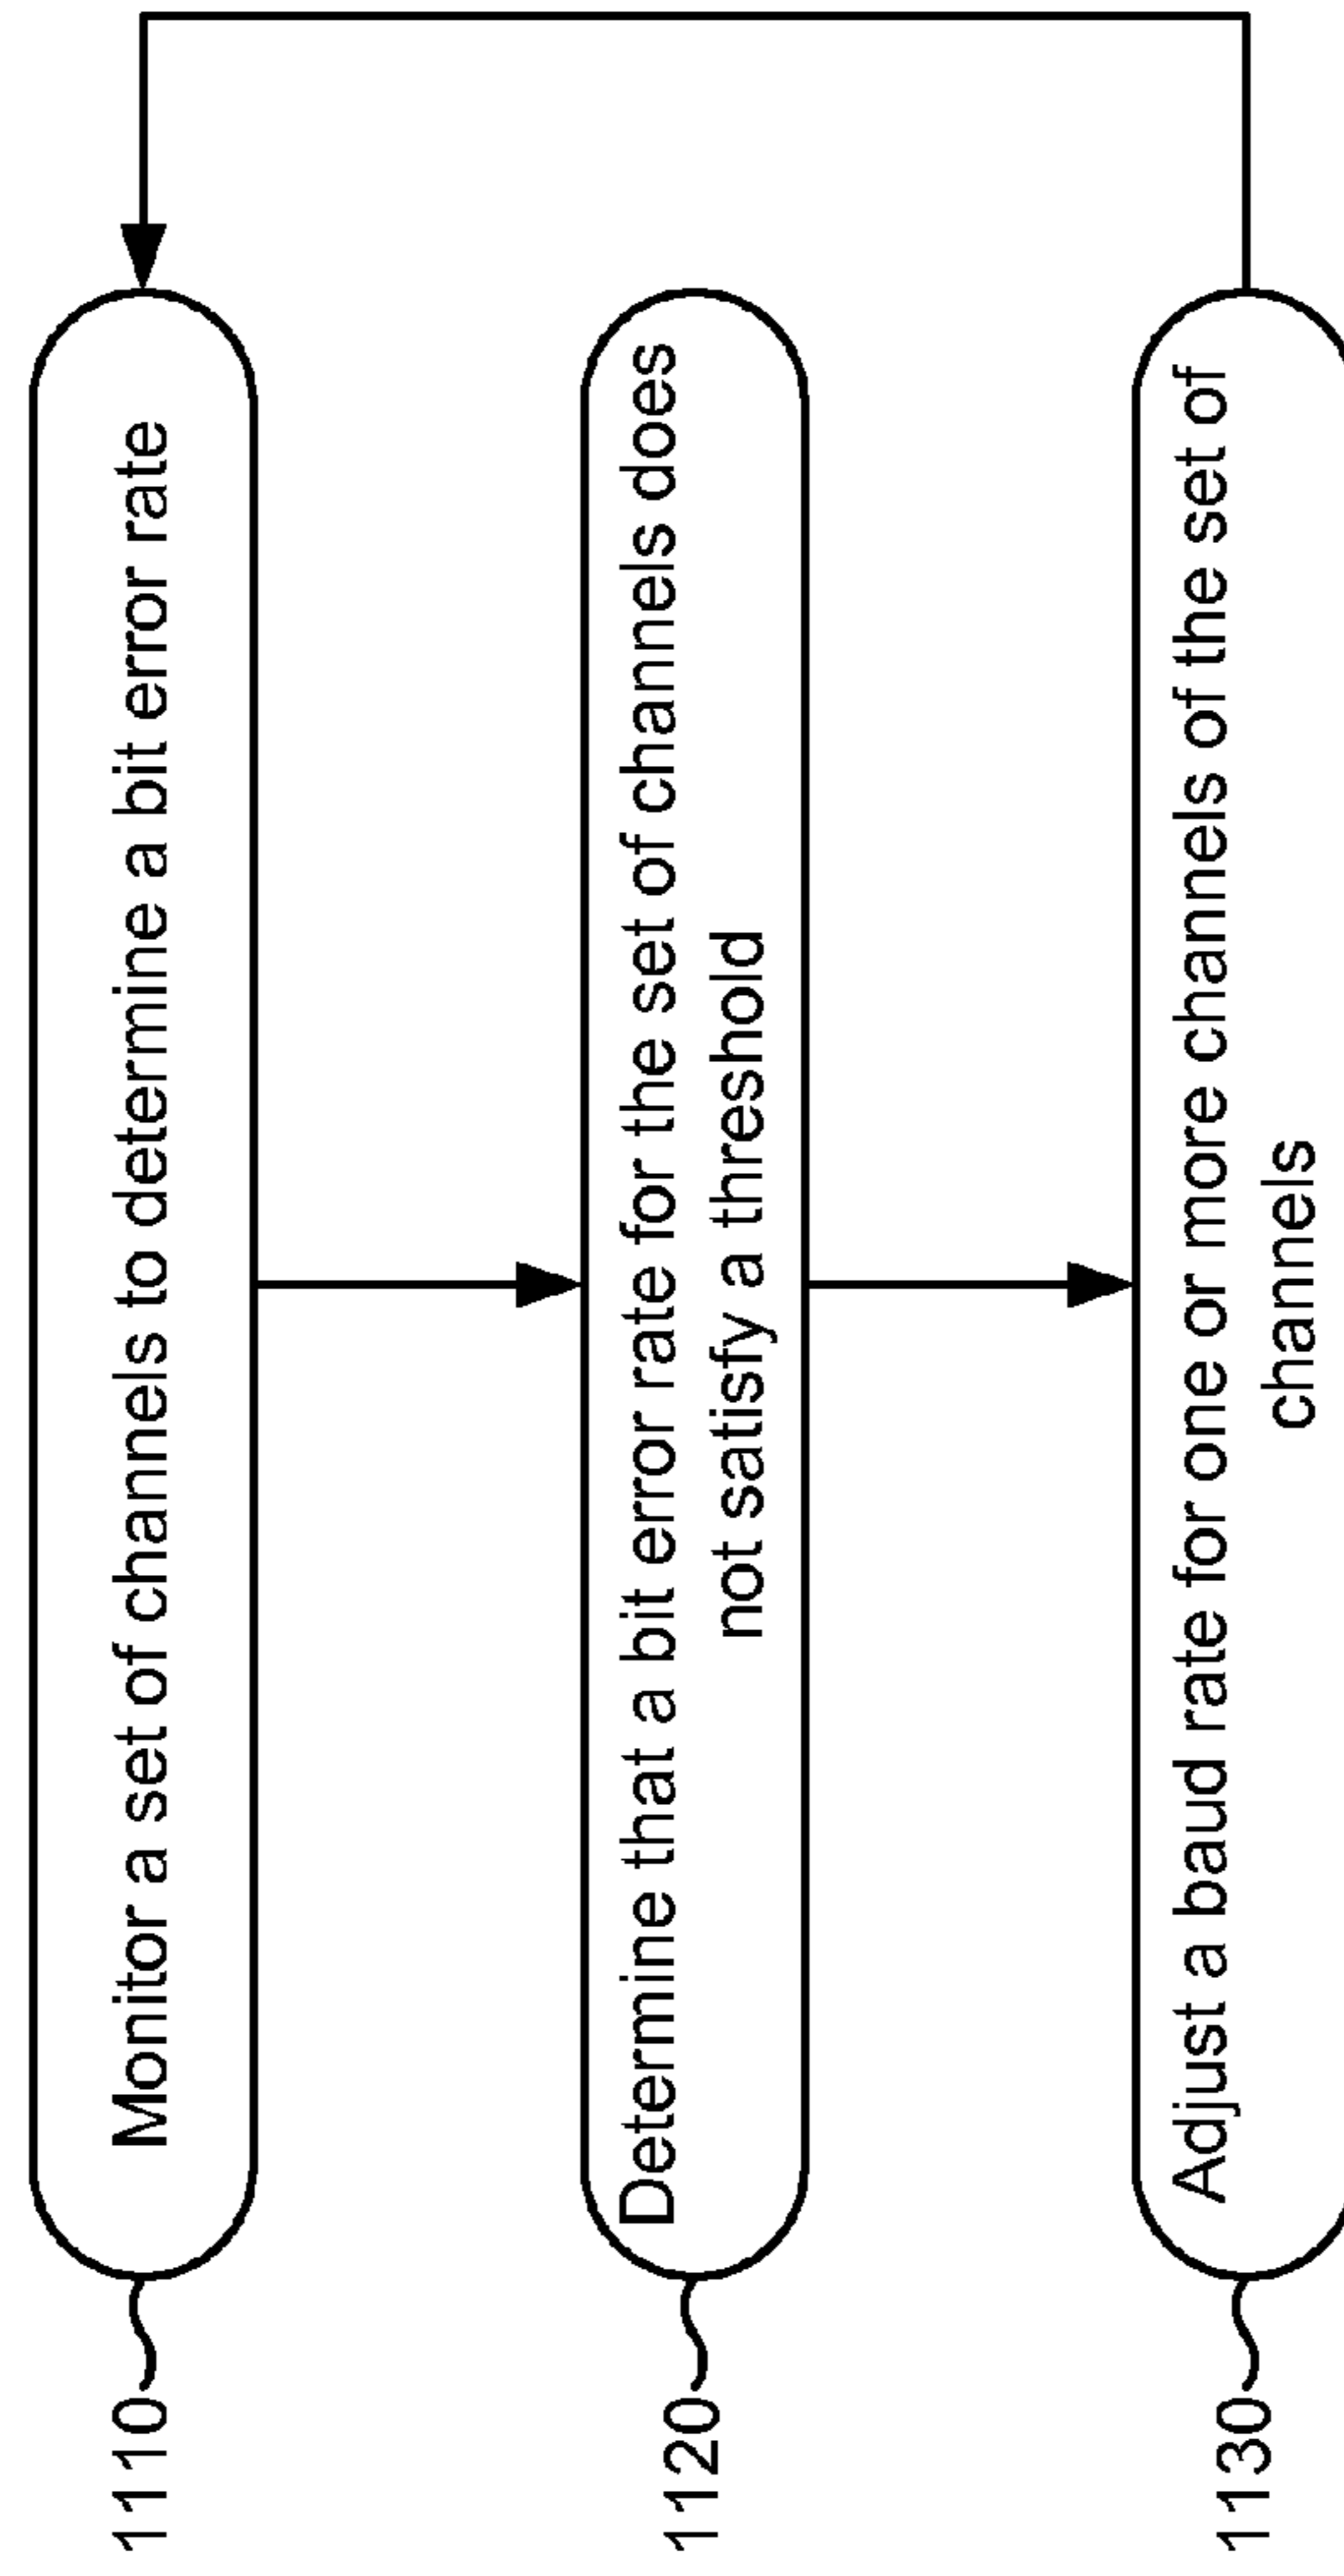 1110
Monitor a set of channels to determine a bit error rate
1120
Determine that a bit error rate for the set of channels does
not satisfy a threshold
1130
Adjust a baud rate for one or more channels of the set of
channels